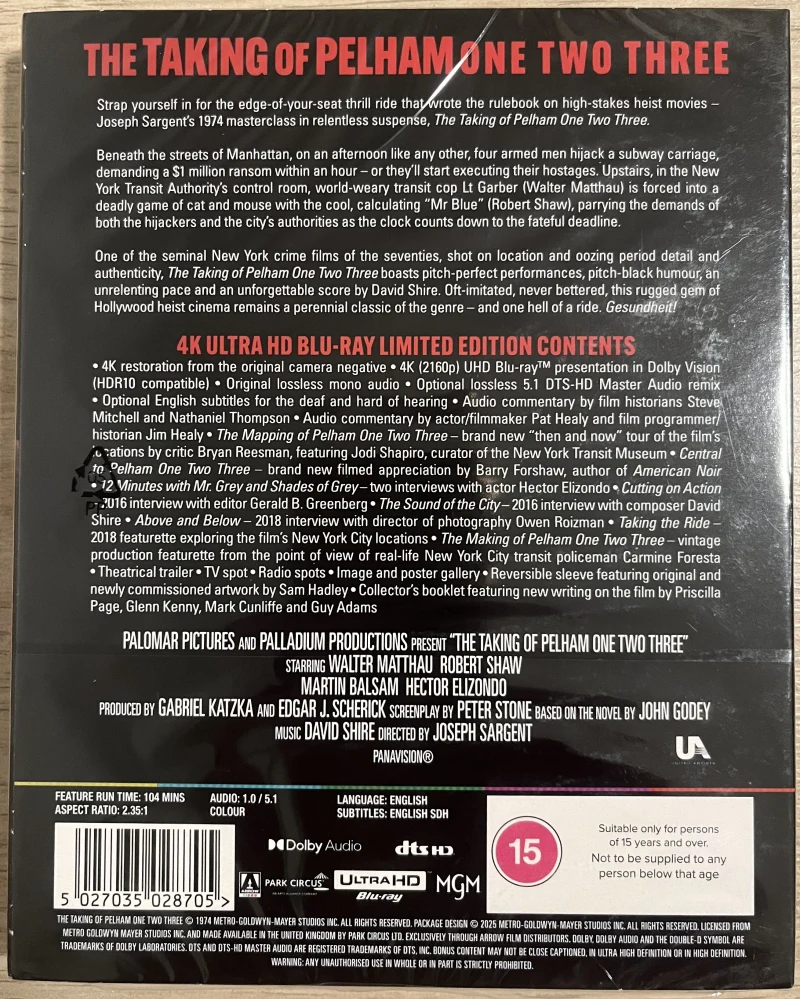 THE TAKING OF PELHAM ONE TWO THREE
Strap yourself in for the edge-of-your-seat thrill ride that wrote the rulebook on high-stakes heist movies –
Joseph Sargent's 1974 masterclass in relentless suspense, The Taking of Pelham One Two Three.
Beneath the streets of Manhattan, on an afternoon like any other, four armed men hijack a subway carriage,
demanding a $1 million ransom within an hour – or they'll start executing their hostages. Upstairs, in the New
York Transit Authority's control room, world-weary transit cop Lt Garber (Walter Matthau) is forced into a
deadly game of cat and mouse with the cool, calculating "Mr Blue" (Robert Shaw), parrying the demands of
both the hijackers and the city's authorities as the clock counts down to the fateful deadline.
One of the seminal New York crime films of the seventies, shot on location and oozing period detail and
authenticity, The Taking of Pelham One Two Three boasts pitch-perfect performances, pitch-black humour, an
unrelenting pace and an unforgettable score by David Shire. Oft-imitated, never bettered, this rugged gem of
Hollywood heist cinema remains a perennial classic of the genre – and one hell of a ride. Gesundheit!
4K ULTRA HD BLU-RAY LIMITED EDITION CONTENTS
• 4K restoration from the original camera negative • 4K (2160p) UHD Blu-ray™ presentation in Dolby Vision
(HDR10 compatible) • Original lossless mono audio • Optional lossless 5.1 DTS-HD Master Audio remix
• Optional English subtitles for the deaf and hard of hearing • Audio commentary by film historians Steve
Mitchell and Nathaniel Thompson • Audio commentary by actor/filmmaker Pat Healy and film programmer/
historian Jim Healy • The Mapping of Pelham One Two Three – brand new "then and now" tour of the film's
locations by critic Bryan Reesman, featuring Jodi Shapiro, curator of the New York Transit Museum • Central
to Pelham One Two Three – brand new filmed appreciation by Barry Forshaw, author of American Noir
• 12 Minutes with Mr. Grey and Shades of Grey – two interviews with actor Hector Elizondo • Cutting on Action
– 2016 interview with editor Gerald B. Greenberg • The Sound of the City – 2016 interview with composer David
Shire • Above and Below – 2018 interview with director of photography Owen Roizman • Taking the Ride –
2018 featurette exploring the film's New York City locations • The Making of Pelham One Two Three – vintage
production featurette from the point of view of real-life New York City transit policeman Carmine Foresta
• Theatrical trailer • TV spot • Radio spots • Image and poster gallery • Reversible sleeve featuring original and
newly commissioned artwork by Sam Hadley • Collector's booklet featuring new writing on the film by Priscilla
Page, Glenn Kenny, Mark Cunliffe and Guy Adams
PALOMAR PICTURES AND PALLADIUM PRODUCTIONS PRESENT "THE TAKING OF PELHAM ONE TWO THREE"
STARRING WALTER MATTHAU ROBERT SHAW
MARTIN BALSAM HECTOR ELIZONDO
PRODUCED BY GABRIEL KATZKA AND EDGAR J. SCHERICK SCREENPLAY BY PETER STONE BASED ON THE NOVEL BY JOHN GODEY
MUSIC DAVID SHIRE DIRECTED BY JOSEPH SARGENT
PANAVISION®
UA
UNITED ARTISTS
FEATURE RUN TIME: 104 MINS
ASPECT RATIO: 2.35:1
AUDIO: 1.0 / 5.1
COLOUR
LANGUAGE: ENGLISH
SUBTITLES: ENGLISH SDH
Dolby Audio
dts HD
15
Suitable only for persons
of 15 years and over.
Not to be supplied to any
person below that age
5 027035 028705 >
ARROW
PARK CIRCUS
ULTRA HD
Blu-ray
MGM
THE TAKING OF PELHAM ONE TWO THREE © 1974 METRO-GOLDWYN-MAYER STUDIOS INC. ALL RIGHTS RESERVED. PACKAGE DESIGN © 2025 METRO-GOLDWYN-MAYER STUDIOS INC. ALL RIGHTS RESERVED. LICENSED FROM
METRO GOLDWYN MAYER STUDIOS INC. AND MADE AVAILABLE IN THE UNITED KINGDOM BY PARK CIRCUS LTD. EXCLUSIVELY THROUGH ARROW FILM DISTRIBUTORS. DOLBY, DOLBY AUDIO AND THE DOUBLE-D SYMBOL ARE
TRADEMARKS OF DOLBY LABORATORIES. DTS AND DTS-HD MASTER AUDIO ARE REGISTERED TRADEMARKS OF DTS, INC. BONUS CONTENT MAY NOT BE CLOSE CAPTIONED, IN ULTRA HIGH DEFINITION OR IN HIGH DEFINITION.
WARNING: ANY UNAUTHORISED USE IN WHOLE OR IN PART IS STRICTLY PROHIBITED.